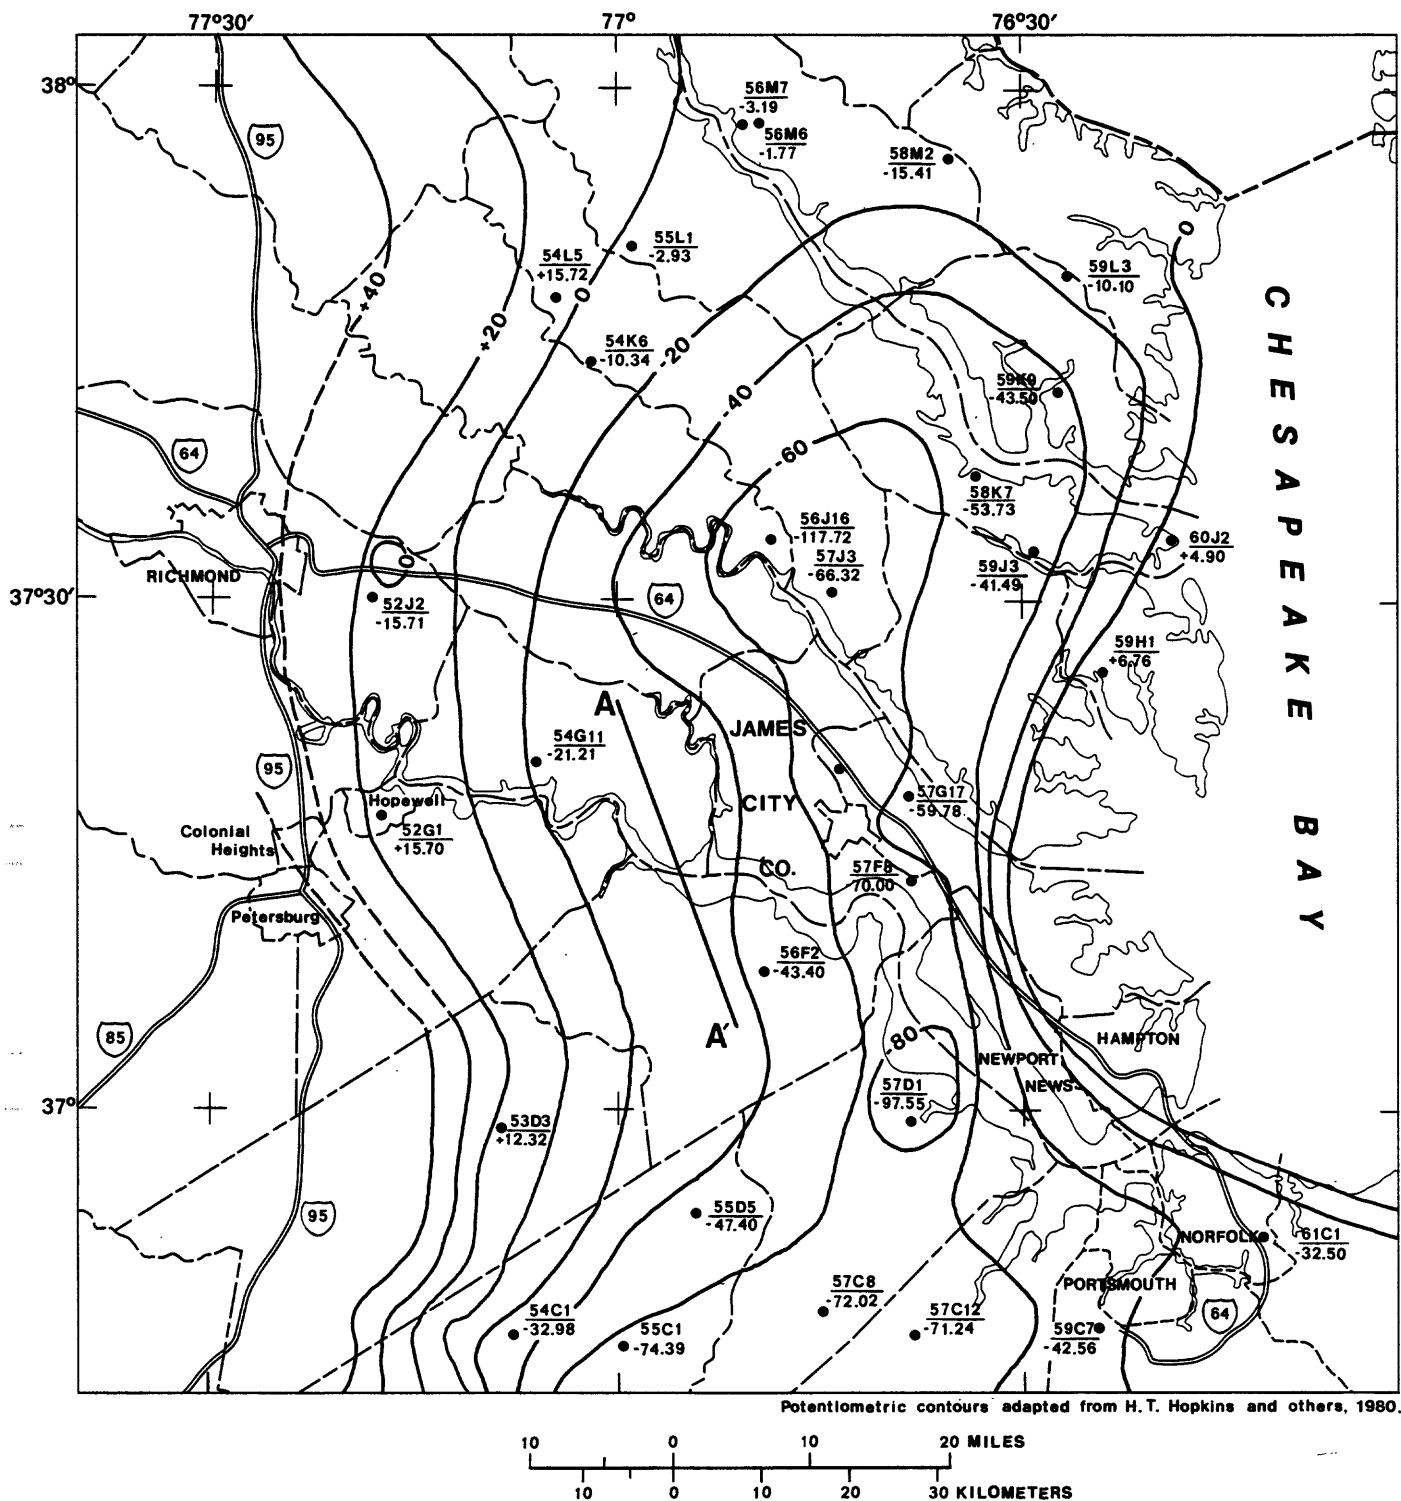 77°30' 77° 76°30'
38°
95
56M7
-3.19
56M6
-1.77
58M2
-15.41
0
54L5
+15.72
55L1
-2.93
59L3
-10.10
+40
+20
0
54K6
-10.34
-20
-40
59K9
-43.50
-60
64
58K7
-53.73
56J16
-117.72
57J3
-66.32
60J2
+4.90
59J3
-41.49
RICHMOND
0
37°30'
52J2
-15.71
64
59H1
+6.76
CHESAPEAKE BAY
A
JAMES
CITY
CO.
54G11
-21.21
95
Hopewell
52G1
+15.70
57G17
-59.78
Colonial
Heights
57F8
70.00
Petersburg
56F2
-43.40
85
A'
-80
HAMPTON
NEWPORT
NEWS
57D1
-97.55
37°
53D3
+12.32
95
55D5
-47.40
NORFOLK
61C1
-32.50
PORTSMOUTH
57C8
-72.02
57C12
-71.24
64
54C1
-32.98
55C1
-74.39
59C7
-42.56
Potentiometric contours adapted from H.T. Hopkins and others, 1980.
10 0 10 20 MILES
10 0 10 20 30 KILOMETERS